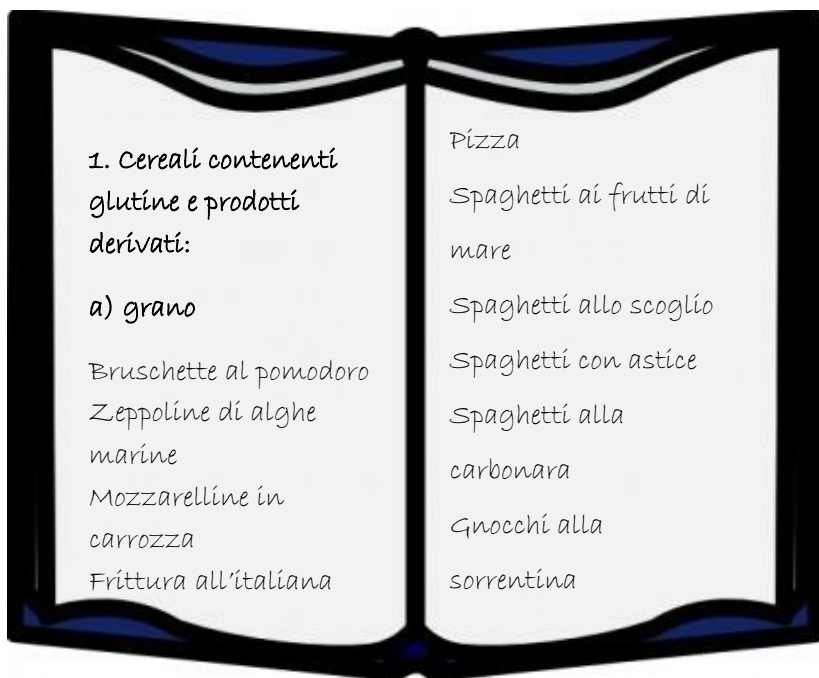 1. Cereali contenenti
glutine e prodotti
derivati:
a) grano
Bruschette al pomodoro
Zeppoline di alghe
marine
Mozzarelline in
carrozza
Frittura all'italiana
Pizza
Spaghetti ai frutti di
mare
Spaghetti allo scoglio
Spaghetti con astice
Spaghetti alla
carbonara
Gnocchi alla
sorrentina